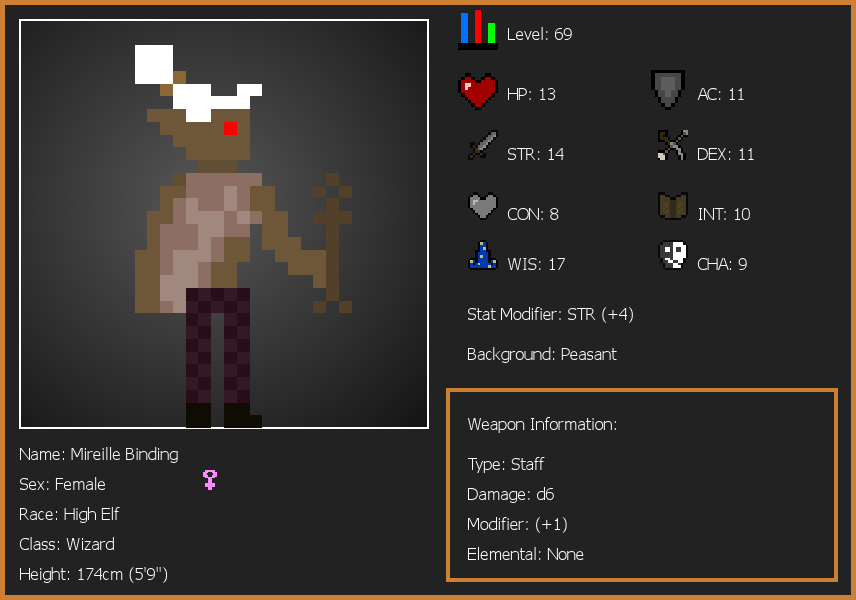 Level: 69
HP: 13
AC: 11
STR: 14
DEX: 11
CON: 8
INT: 10
WIS: 17
CHA: 9
Stat Modifier: STR (+4)
Background: Peasant
Weapon Information:
Type: Staff
Damage: d6
Modifier: (+1)
Elemental: None
Name: Mireille Binding
Sex: Female
Race: High Elf
Class: Wizard
Height: 174cm (5'9")